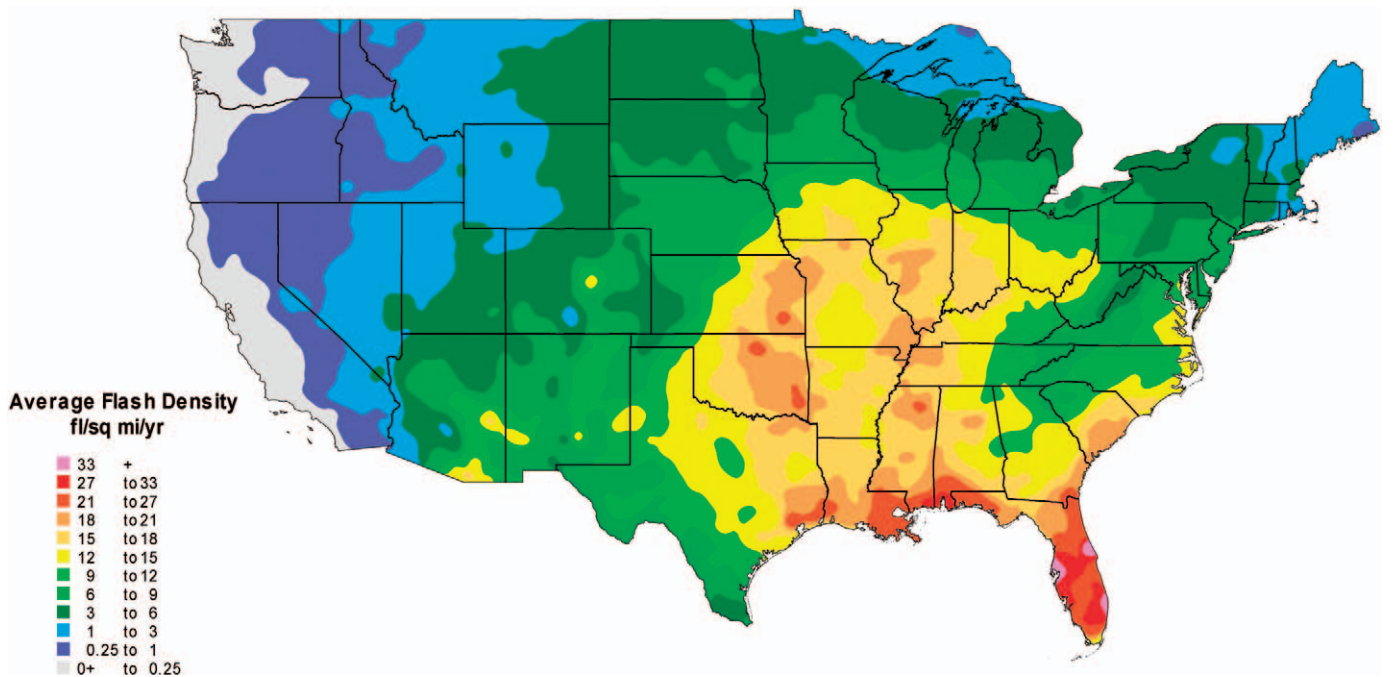 Average Flash Density
fl/sq mi/yr
33 +
27 to 33
21 to 27
18 to 21
15 to 18
12 to 15
9 to 12
6 to 9
3 to 6
1 to 3
0.25 to 1
0+ to 0.25